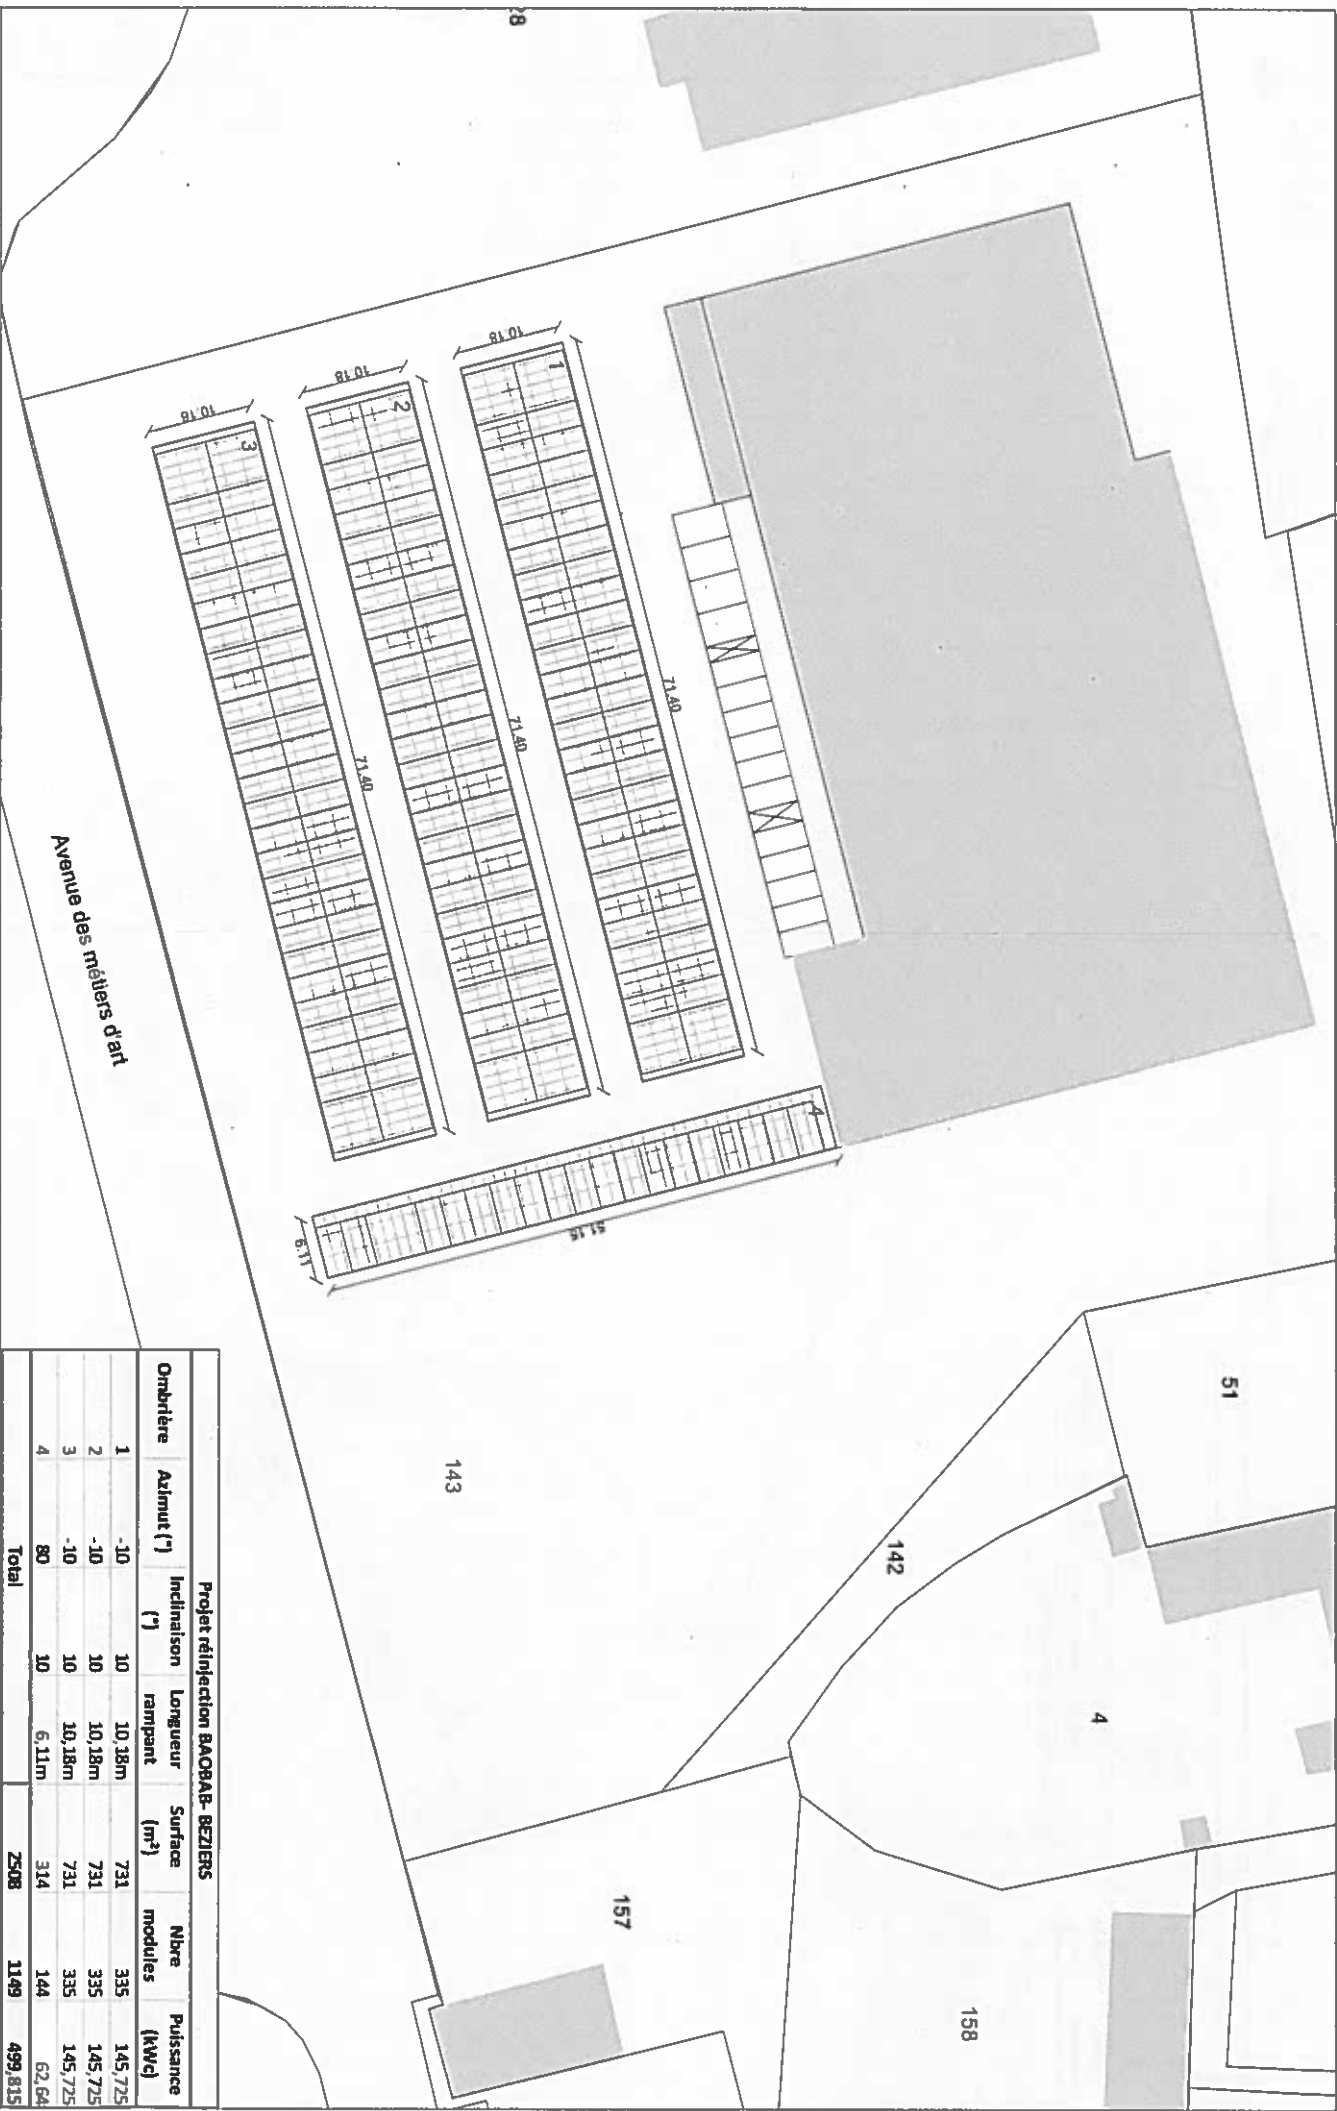 28
10.18
1
71.40
10.18
2
71.40
10.18
3
71.40
4
51.16
6.11
Avenue des métiers d'art
51
142
143
4
157
158
Projet réinjection BAOBAB- BEZIERS
Ombrière Azimut (°) Inclinaison (°) Longueur rampant Surface (m²) Nbre modules Puissance (kWc)
1 -10 10 10,18m 731 335 145,725
2 -10 10 10,18m 731 335 145,725
3 -10 10 10,18m 731 335 145,725
4 80 10 6,11m 314 144 62,64
Total 2508 1149 499,815